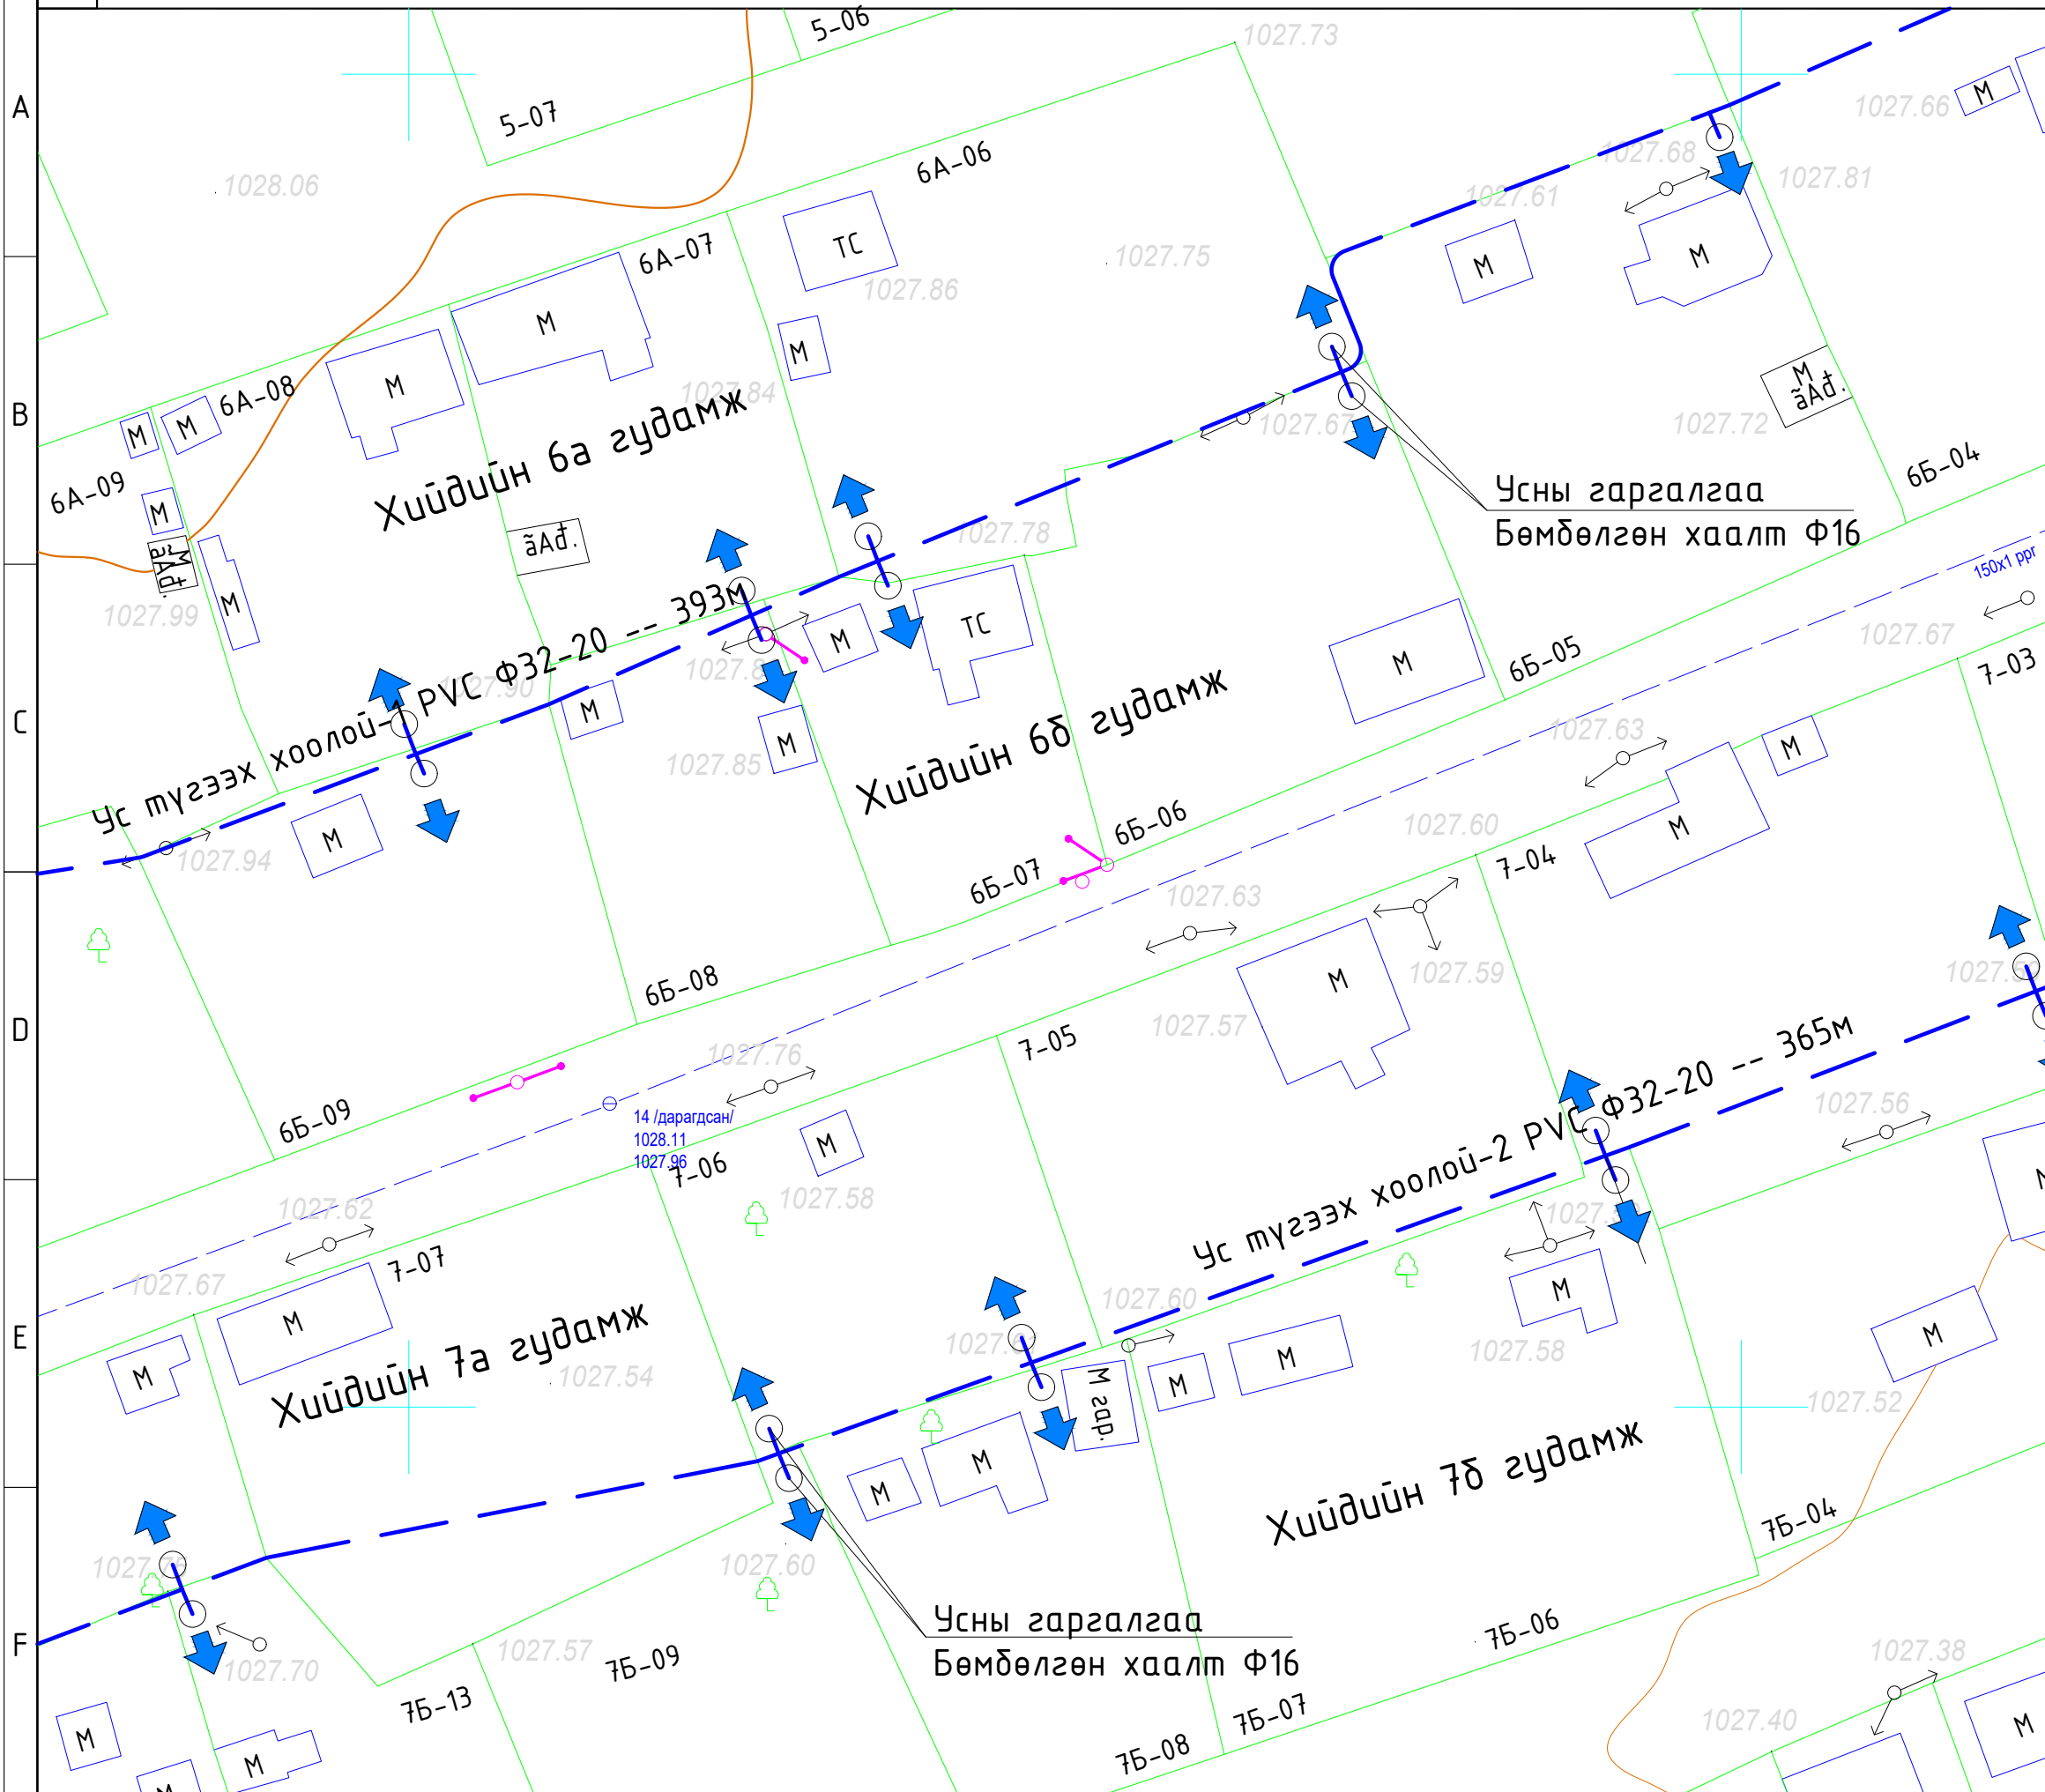 5-06
1027.73
A
1027.66
М
5-07
6А-06
1027.68
1028.06
1027.81
1027.61
6А-07
ТС
1027.75
М
М
1027.86
М
М
М
М
ãAđ.
М
1027.84
6А-08
B
М
М
1027.67
1027.72
Хийдийн 6а гудамж
6Б-04
6А-09
Усны гаргалгаа
Бөмбөлгөн хаалт Ф16
М
1027.78
ãAđ.
150x1 ppr
М
ãAđ.
М
1027.99
ТС
М
1027.67
М
6Б-05
7-03
Ус түгээх хоолой-1 PVC Ф32-20 -- 393м
1027.90
C
М
М
1027.85
Хийдийн 6б гудамж
1027.63
М
М
1027.94
6Б-06
1027.60
М
6Б-07
7-04
1027.63
1027.59
М
6Б-08
D
1027.57
7-05
1027.76
Ус түгээх хоолой-2 PVC Ф32-20 -- 365м
1027.56
6Б-09
14 /дарагдсан/
1028.11
1027.96
7-06
М
1027.58
1027.62
7-07
1027.67
М
М
Хийдийн 7а гудамж
1027.54
E
1027.60
М
М
М
М гар.
1027.58
М
1027.52
М
М
Хийдийн 7б гудамж
7Б-04
1027.60
Усны гаргалгаа
Бөмбөлгөн хаалт Ф16
F
1027.57
1027.70
7Б-09
7Б-06
1027.38
7Б-13
7Б-07
1027.40
М
М
М
М
7Б-08